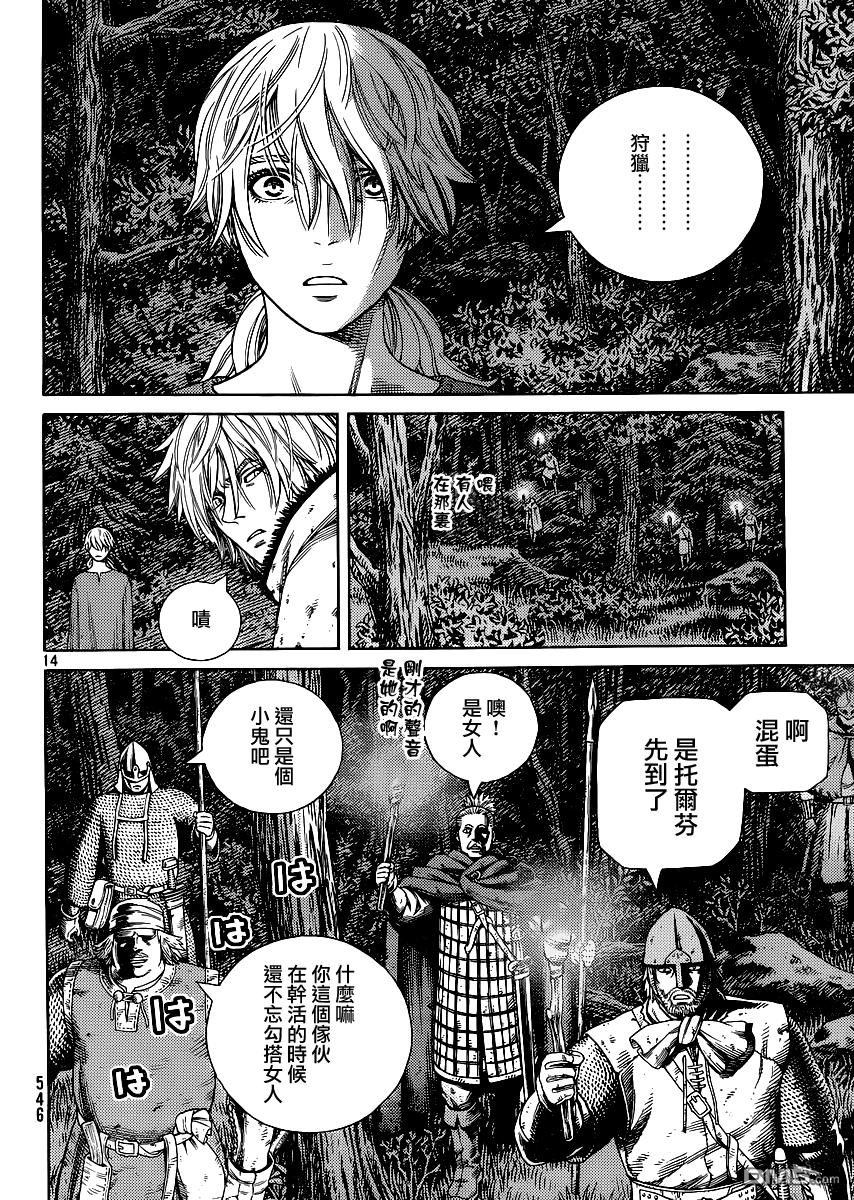 ………
………
狩獵……
喂
有人
在那裏
嘖
14
啊
混蛋
是托爾芬
先到了
噢！
是女人
剛才的聲音
是她的啊
還只是個
小鬼吧
は
は
は
は
什麼嘛
你這個傢伙
在幹活的時候
還不忘勾搭女人
546